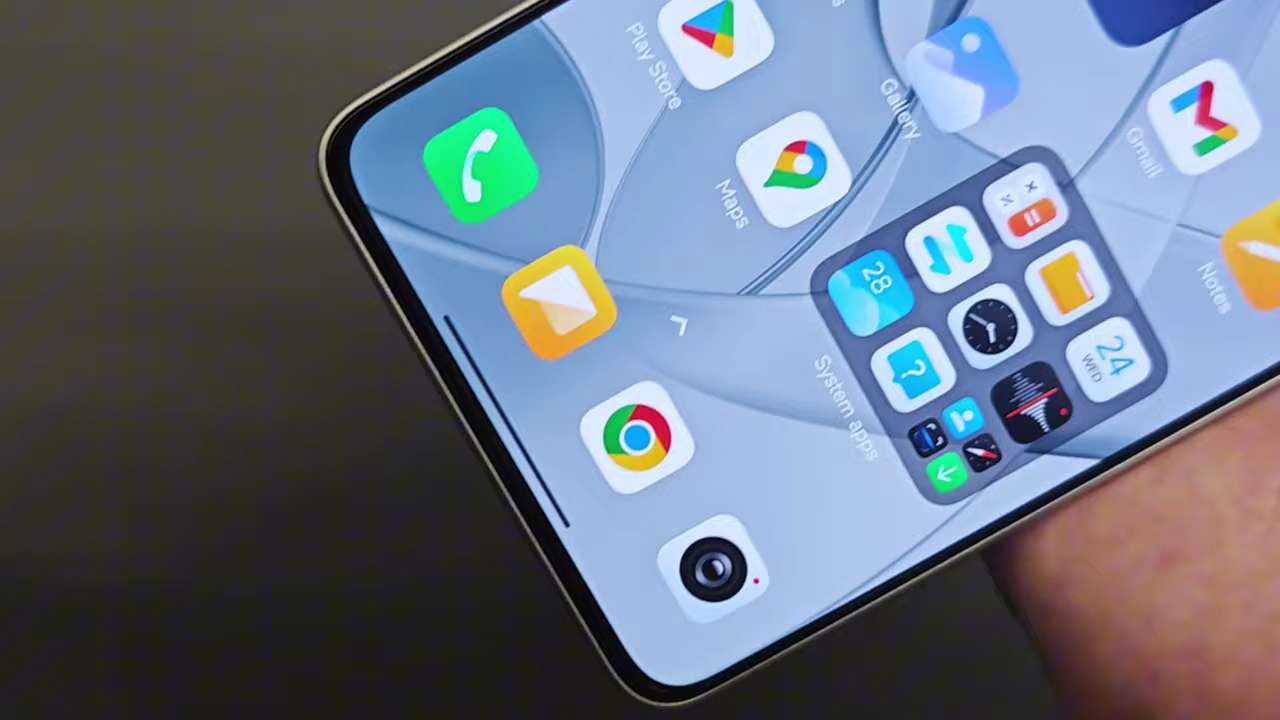 Play Store
Maps
Gallery
Gmail
Notes
System apps
28
?
24
WED